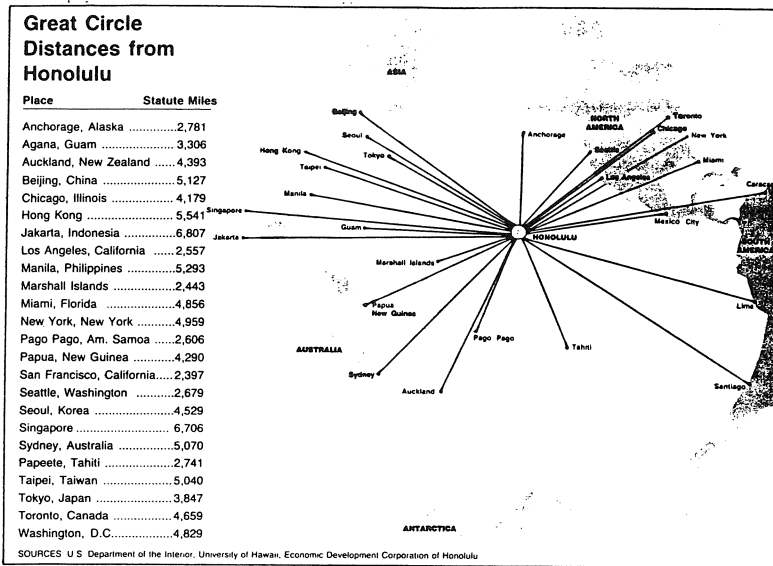 Great Circle
Distances from
Honolulu
Place Statute Miles
Anchorage, Alaska .............2,781
Agana, Guam ..................... 3,306
Auckland, New Zealand ......4,393
Beijing, China .....................5,127
Chicago, Illinois ..................4,179
Hong Kong .........................5,541
Jakarta, Indonesia ..............6,807
Los Angeles, California ......2,557
Manila, Philippines .............5,293
Marshall Islands .................2,443
Miami, Florida ....................4,856
New York, New York ..........4,959
Pago Pago, Am. Samoa .....2,606
Papua, New Guinea ...........4,290
San Francisco, California.....2,397
Seattle, Washington ...........2,679
Seoul, Korea ......................4,529
Singapore .......................... 6,706
Sydney, Australia ................5,070
Papeete, Tahiti ...................2,741
Taipei, Taiwan ....................5,040
Tokyo, Japan .....................3,847
Toronto, Canada ................4,659
Washington, D.C.................4,829
ASIA
Beijing
Seoul
Tokyo
Hong Kong
Taipei
Manila
Singapore
Guam
Jakarta
Marshall Islands
Papua
New Guinea
AUSTRALIA
Sydney
Auckland
Pago Pago
Tahiti
HONOLULU
Anchorage
NORTH
AMERICA
Toronto
Chicago
New York
Seattle
Miami
Los Angeles
Caracas
Mexico City
SOUTH
AMERICA
Lima
Santiago
ANTARCTICA
SOURCES U S Department of the Interior, University of Hawaii, Economic Development Corporation of Honolulu